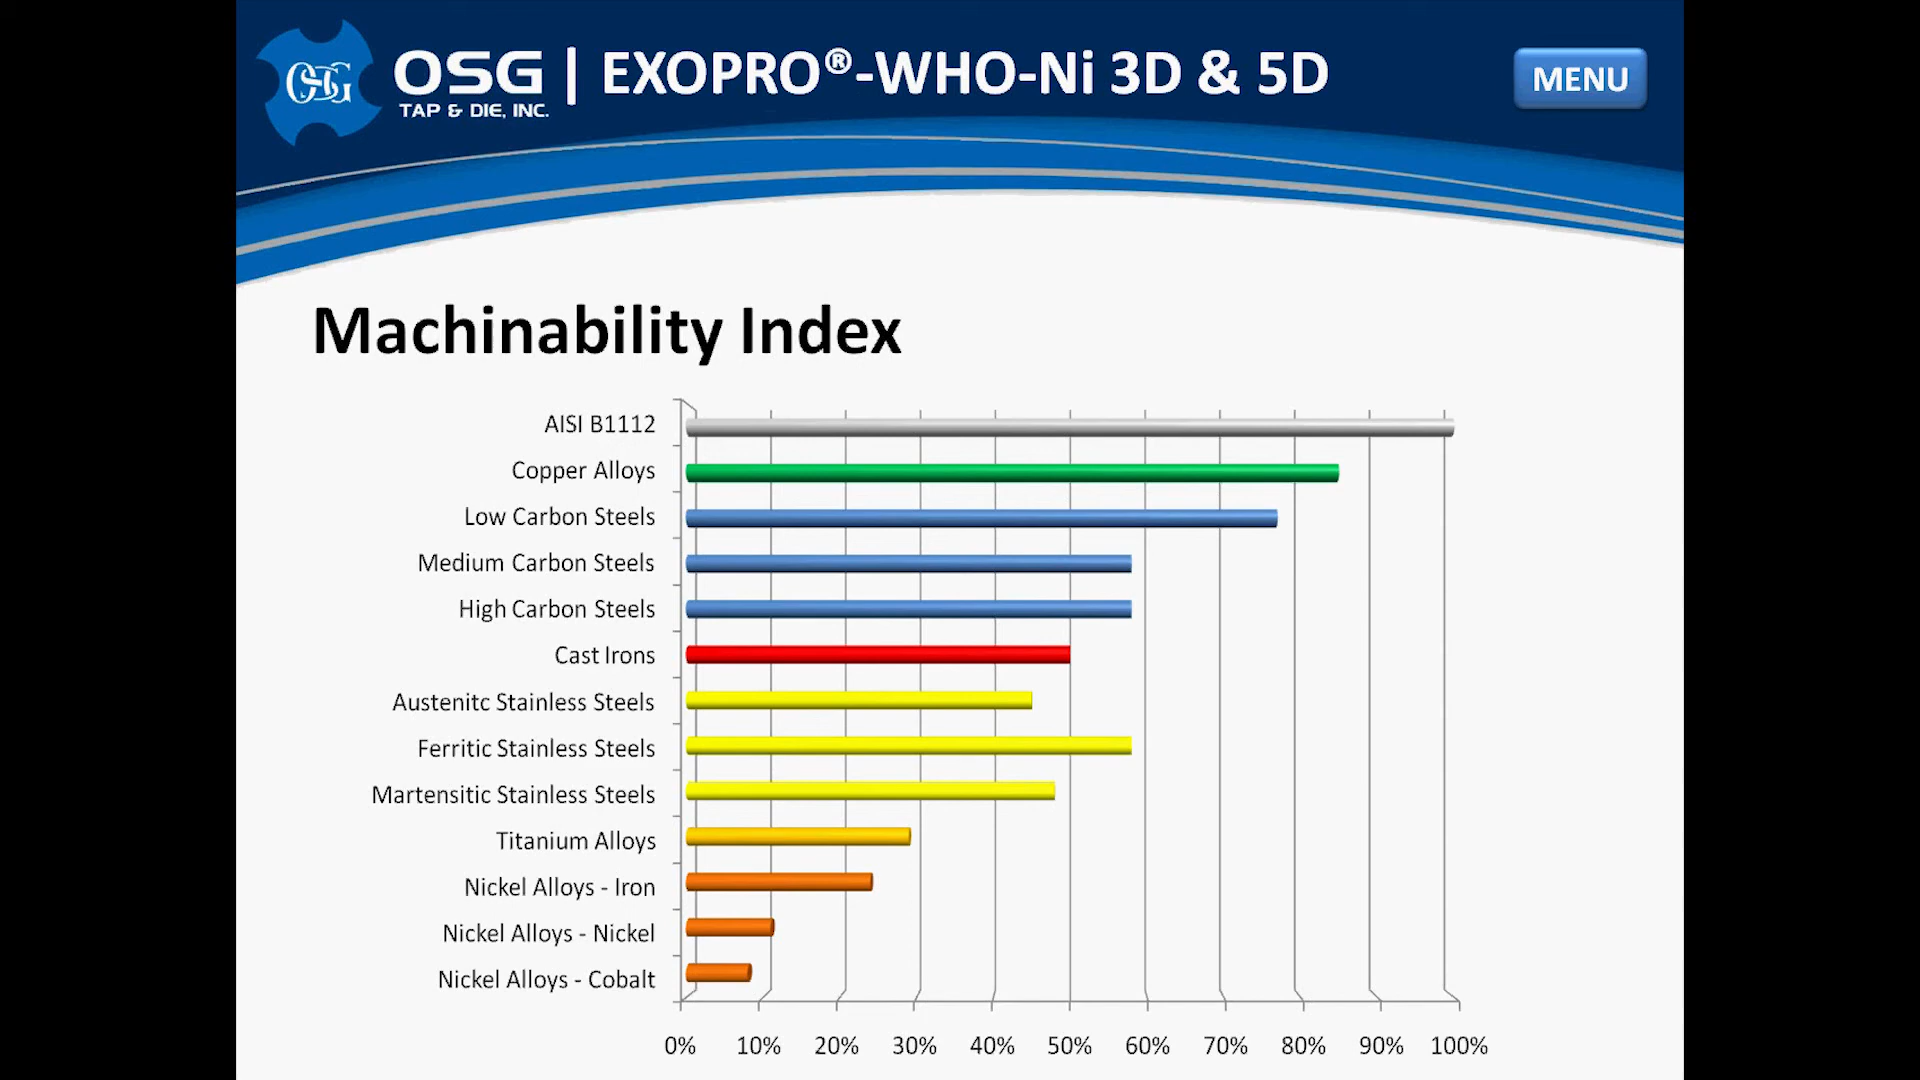 OSG | EXOPRO®-WHO-Ni 3D & 5D
TAP & DIE, INC.
OSG
MENU
Machinability Index
AISI B1112
Copper Alloys
Low Carbon Steels
Medium Carbon Steels
High Carbon Steels
Cast Irons
Austenitc Stainless Steels
Ferritic Stainless Steels
Martensitic Stainless Steels
Titanium Alloys
Nickel Alloys - Iron
Nickel Alloys - Nickel
Nickel Alloys - Cobalt
0% 10% 20% 30% 40% 50% 60% 70% 80% 90% 100%